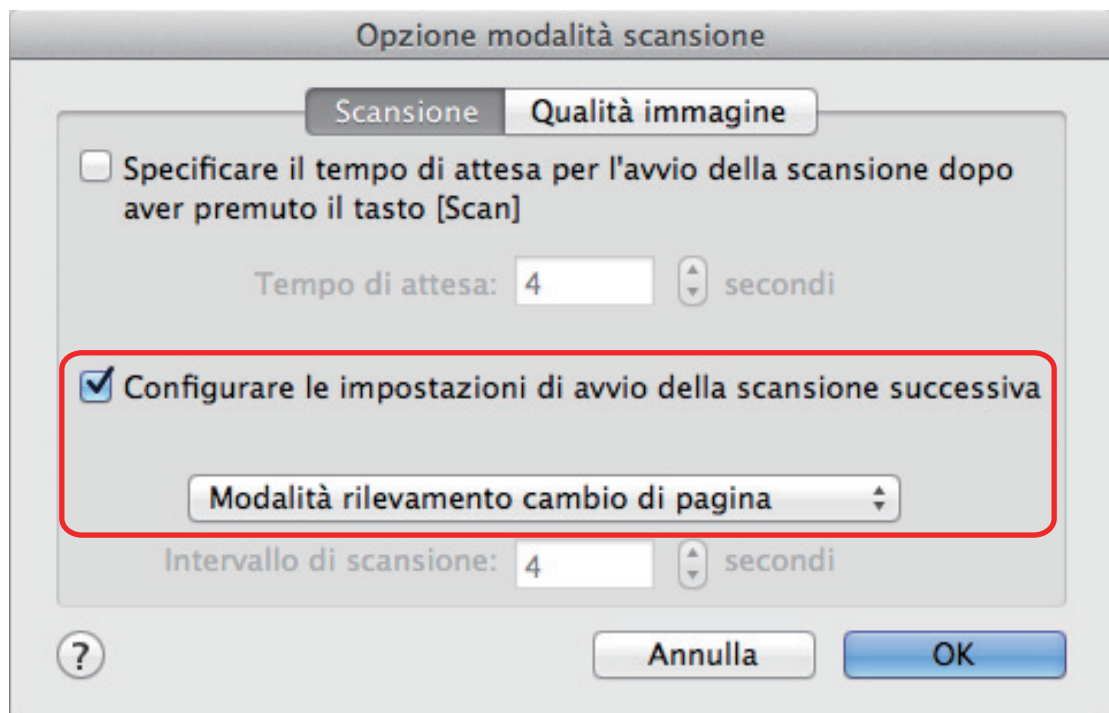 Opzione modalità scansione
Scansione
Qualità immagine
Specificare il tempo di attesa per l'avvio della scansione dopo
aver premuto il tasto [Scan]
Tempo di attesa: 4 secondi
Configurare le impostazioni di avvio della scansione successiva
Modalità rilevamento cambio di pagina
Intervallo di scansione: 4 secondi
? Annulla OK